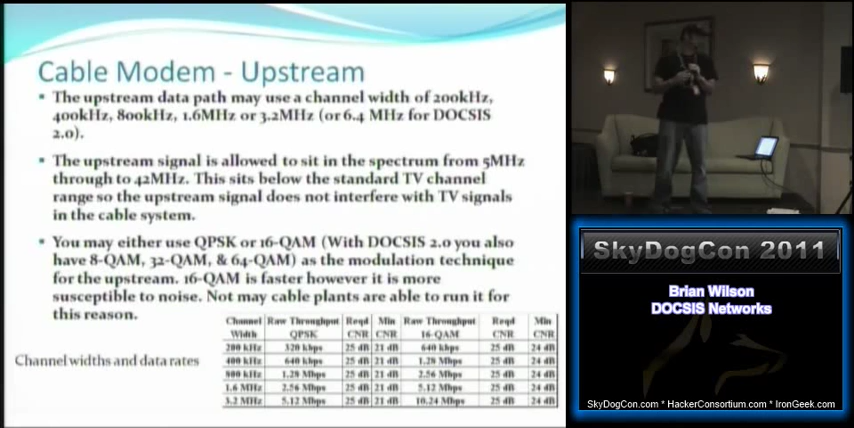 Cable Modem - Upstream
• The upstream data path may use a channel width of 200kHz,
400kHz, 800kHz, 1.6MHz or 3.2MHz (or 6.4 MHz for DOCSIS
2.0).
• The upstream signal is allowed to sit in the spectrum from 5MHz
through to 42MHz. This sits below the standard TV channel
range so the upstream signal does not interfere with TV signals
in the cable system.
• You may either use QPSK or 16-QAM (With DOCSIS 2.0 you also
have 8-QAM, 32-QAM, & 64-QAM) as the modulation technique
for the upstream. 16-QAM is faster however it is more
susceptible to noise. Not may cable plants are able to run it for
this reason.
Channel widths and data rates
Channel Raw Throughput Reqd Min Raw Throughput Reqd Min
Width QPSK CNR CNR 16-QAM CNR CNR
200 kHz 320 kbps 25 dB 21 dB 640 kbps 25 dB 24 dB
400 kHz 640 kbps 25 dB 21 dB 1.28 Mbps 25 dB 24 dB
800 kHz 1.28 Mbps 25 dB 21 dB 2.56 Mbps 25 dB 24 dB
1.6 MHz 2.56 Mbps 25 dB 21 dB 5.12 Mbps 25 dB 24 dB
3.2 MHz 5.12 Mbps 25 dB 21 dB 10.24 Mbps 25 dB 24 dB
SkyDogCon 2011
Brian Wilson
DOCSIS Networks
SkyDogCon.com * HackerConsortium.com * IronGeek.com